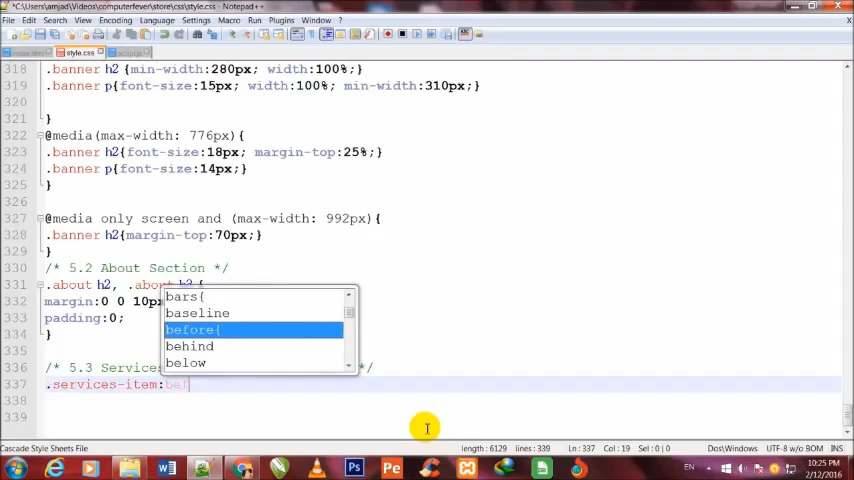 *C:\Users\amjad\Videos\computerfever\store\css\style.css - Notepad++
File Edit Search View Encoding Language Settings Macro Run Plugins Window ?
style.css
318 .banner h2 {min-width:280px; width:100%;}
319 .banner p{font-size:15px; width:100%; min-width:310px;}
320
321 }
322 @media(max-width: 776px){
323 .banner h2{font-size:18px; margin-top:25%;}
324 .banner p{font-size:14px;}
325 }
326
327 @media only screen and (max-width: 992px){
328 .banner h2{margin-top:70px;}
329 }
330 /* 5.2 About Section */
331 .about h2, .about h2 {
332 margin:0 0 10px
333 padding:0;
334 }
335
336 /* 5.3 Services */
337 .services-item:bef
338
339
bars{
baseline
before{
behind
below
Cascade Style Sheets File length : 6129 lines : 339 Ln : 337 Col : 19 Sel : 0 | 0 Dos\Windows UTF-8 w/o BOM INS
W Ps Pe EN 10:25 PM
2/12/2016